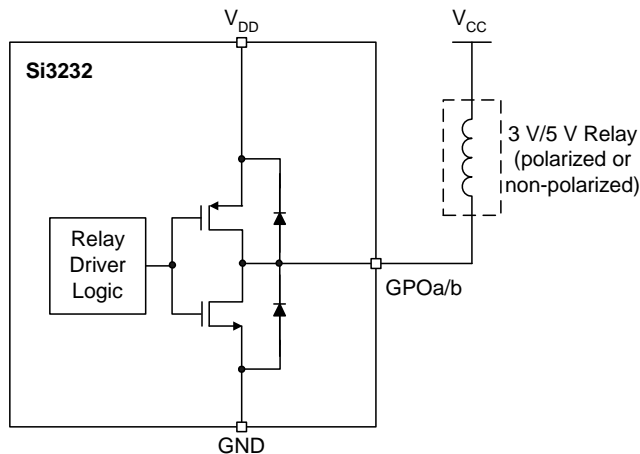 V_DD
V_CC
Si3232
3 V/5 V Relay
(polarized or
non-polarized)
Relay
Driver
Logic
GPOa/b
GND